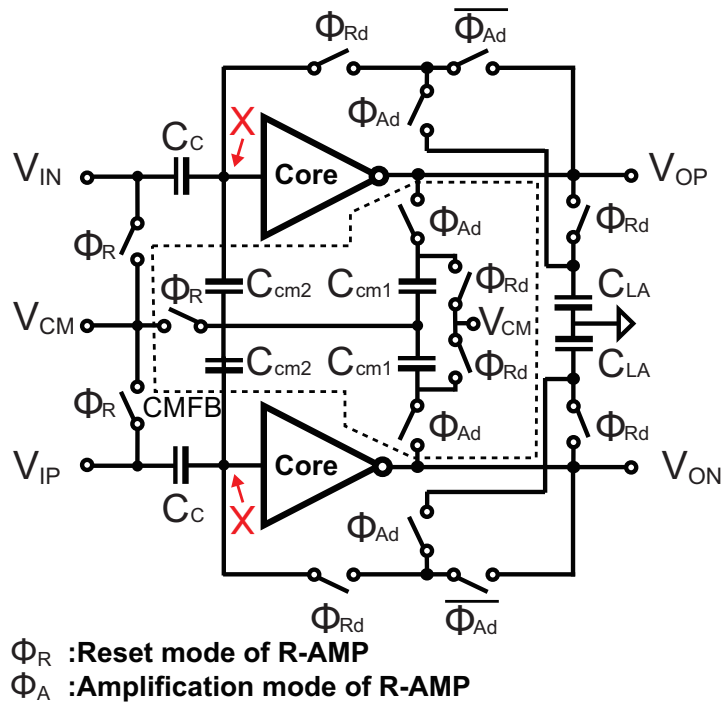 ΦRd Φ̅A̅d̅
X CC ΦAd
VIN Core VOP
ΦR ΦAd ΦRd
Ccm2 ΦR Ccm1 ΦRd CLA
VCM VCM
Ccm2 Ccm1 ΦRd CLA
ΦR CMFB ΦAd ΦRd
VIP Core VON
CC X ΦAd
ΦRd Φ̅A̅d̅
ΦR :Reset mode of R-AMP
ΦA :Amplification mode of R-AMP